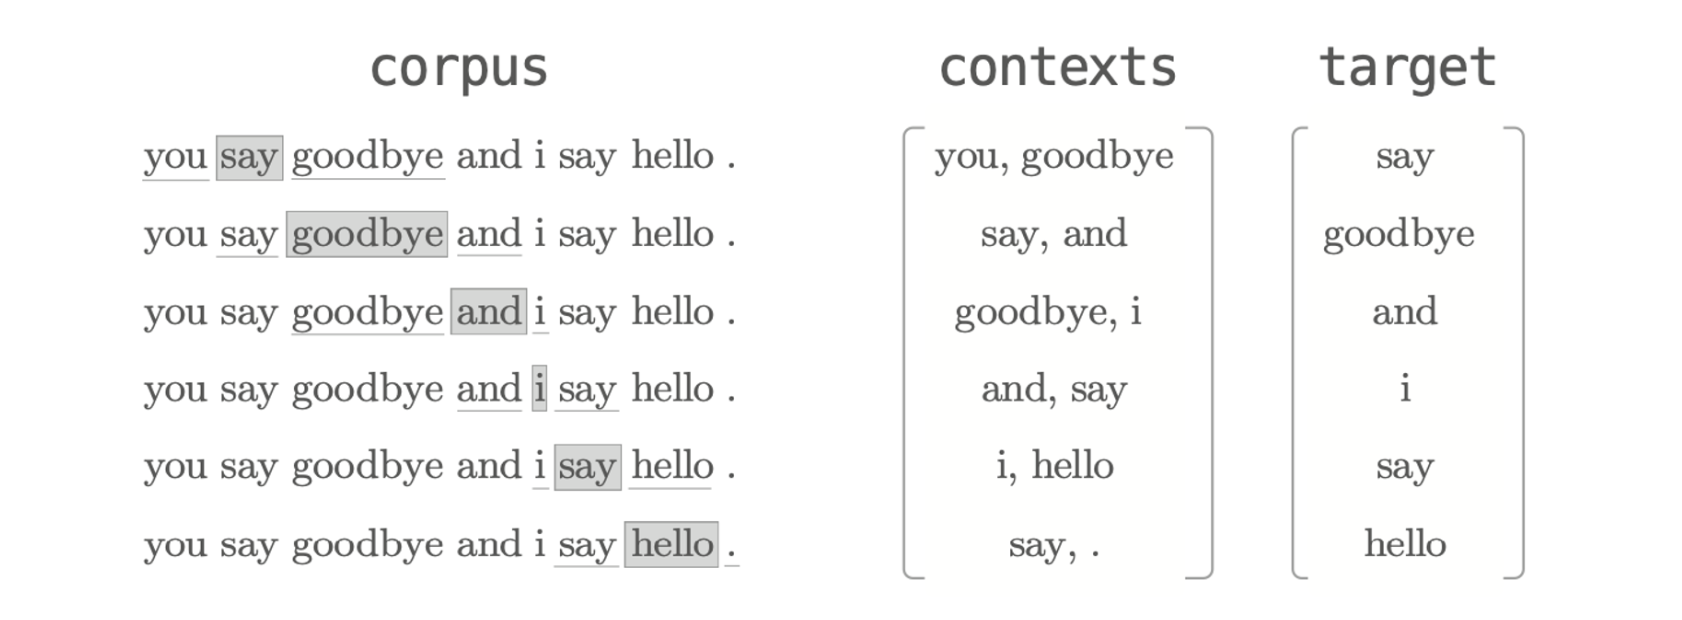 corpus contexts target
you say goodbye and i say hello . you, goodbye say
you say goodbye and i say hello . say, and goodbye
you say goodbye and i say hello . goodbye, i and
you say goodbye and i say hello . and, say i
you say goodbye and i say hello . i, hello say
you say goodbye and i say hello . say, . hello